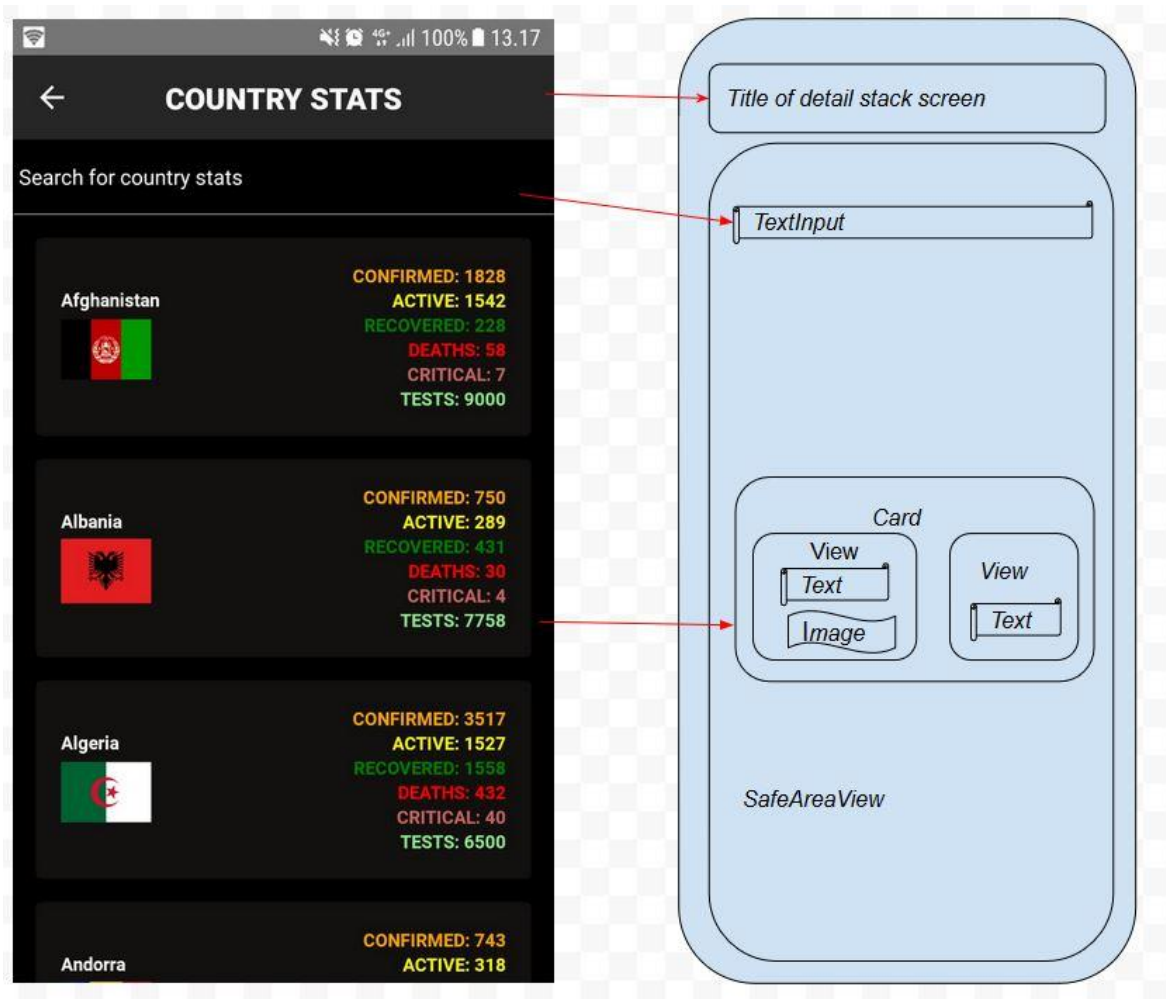 4G+ 100% 13.17
COUNTRY STATS
Search for country stats
Afghanistan
CONFIRMED: 1828
ACTIVE: 1542
RECOVERED: 228
DEATHS: 58
CRITICAL: 7
TESTS: 9000
Albania
CONFIRMED: 750
ACTIVE: 289
RECOVERED: 431
DEATHS: 30
CRITICAL: 4
TESTS: 7758
Algeria
CONFIRMED: 3517
ACTIVE: 1527
RECOVERED: 1558
DEATHS: 432
CRITICAL: 40
TESTS: 6500
Andorra
CONFIRMED: 743
ACTIVE: 318
Title of detail stack screen
TextInput
Card
View
Text
Image
View
Text
SafeAreaView